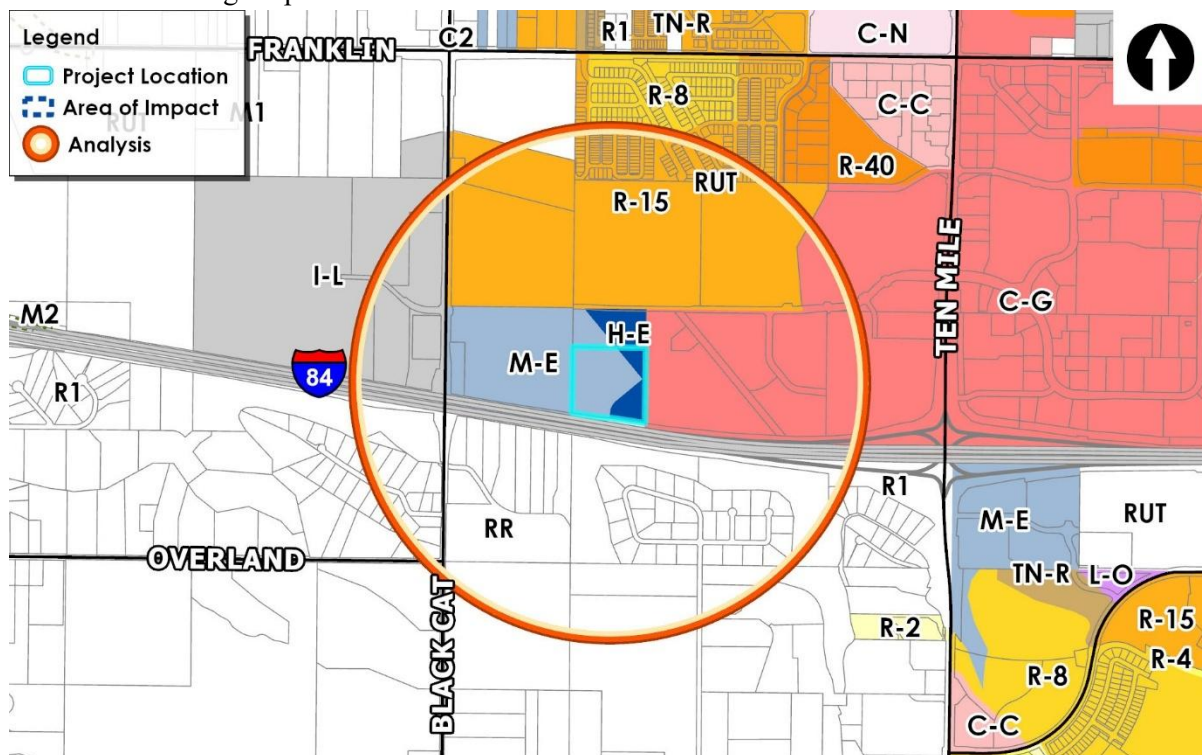 Legend
Project Location
Area of Impact
Analysis
FRANKLIN
C2
R1
TN-R
C-N
RUT
M1
R-8
C-C
R-40
RUT
R-15
I-L
TEN MILE
C-G
M2
H-E
M-E
84
R1
R1
M-E
RUT
RR
OVERLAND
BLACK CAT
TN-R
L-O
R-15
R-2
R-4
R-8
C-C